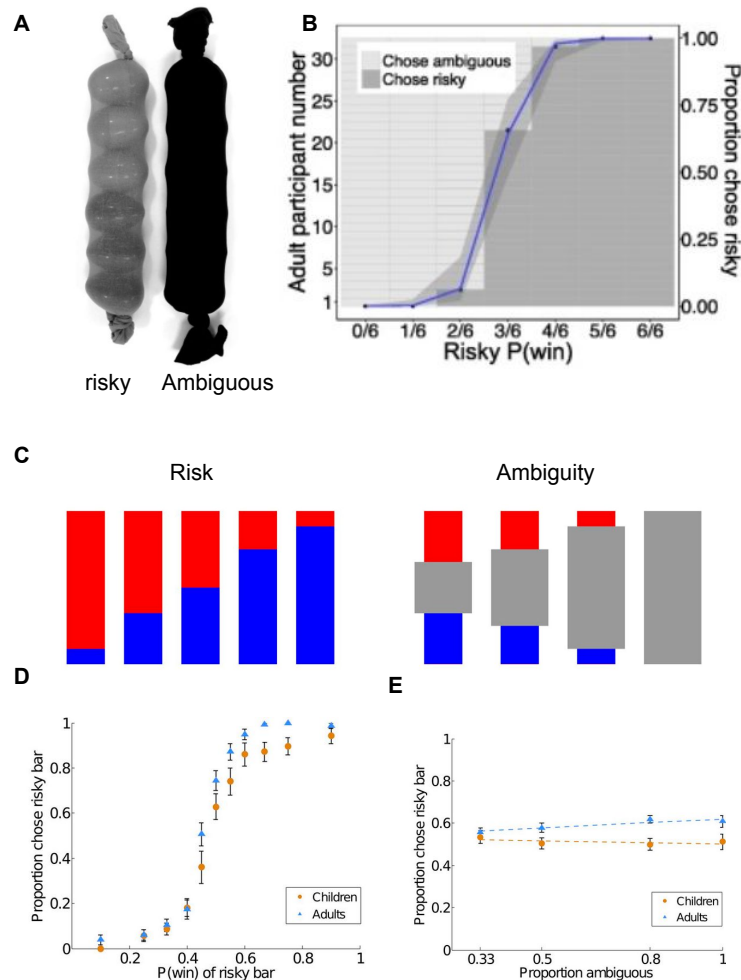 A
risky
Ambiguous
B
Adult participant number
30
25
20
15
10
5
1
Chose ambiguous
Chose risky
1.00
0.75
0.50
0.25
0.00
Proportion chose risky
0/6 1/6 2/6 3/6 4/6 5/6 6/6
Risky P(win)
C
Risk
Ambiguity
D
Proportion chose risky bar
1
0.8
0.6
0.4
0.2
0
Children
Adults
0 0.2 0.4 0.6 0.8 1
P(win) of risky bar
E
Proportion chose risky bar
1
0.8
0.6
0.4
0.2
0
Children
Adults
0.33 0.5 0.8 1
Proportion ambiguous